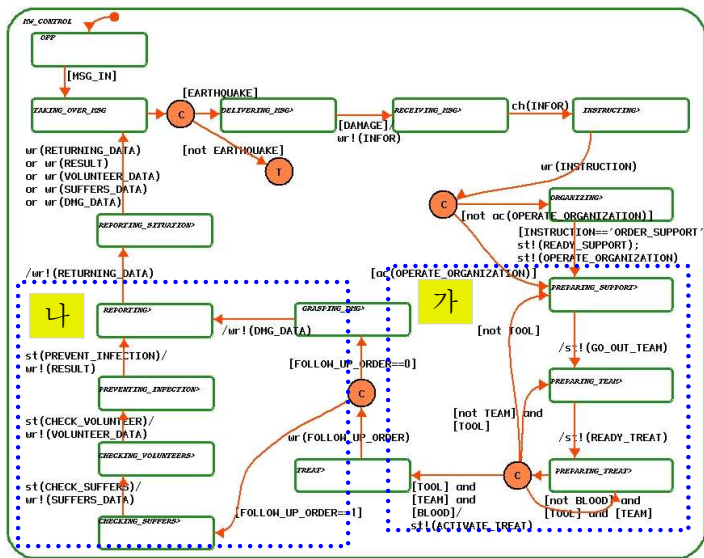 MW_CONTROL
OFF
[MSG_IN]
TAKING_OVER_MSG
C
[EARTHQUAKE]
DELIVERING_MSG>
[DAMAGE]/
wr!(INFOR)
RECEIVING_MSG>
ch(INFOR)
INSTRUCTING>
[not EARTHQUAKE]
T
wr(RETURNING_DATA)
or wr(RESULT)
or wr(VOLUNTEER_DATA)
or wr(SUFFERS_DATA)
or wr(DMG_DATA)
wr(INSTRUCTION)
C
ORGANIZING>
[not ac(OPERATE_ORGANIZATION)]
[INSTRUCTION=='ORDER_SUPPORT'
st!(READY_SUPPORT);
st!(OPERATE_ORGANIZATION)
REPORTING_SITUATION>
/wr!(RETURNING_DATA)
[ac(OPERATE_ORGANIZATION)]
나
가
REPORTING>
GRASPING_DMG>
PREPARING_SUPPORT>
/wr!(DMG_DATA)
[not TOOL]
st(PREVENT_INFECTION)/
wr!(RESULT)
[FOLLOW_UP_ORDER==0]
/st!(GO_OUT_TEAM)
PREVENTING_INFECTION>
C
PREPARING_TEAM>
[not TEAM] and
[TOOL]
st(CHECK_VOLUNTEER)/
wr!(VOLUNTEER_DATA)
wr(FOLLOW_UP_ORDER)
/st!(READY_TREAT)
CHECKING_VOLUNTEERS>
TREAT>
C
PREPARING_TREAT>
st(CHECK_SUFFERS)/
wr!(SUFFERS_DATA)
[TOOL] and
[TEAM] and
[BLOOD]/
st!(ACTIVATE_TREAT)
[not BLOOD] and
[TOOL] and [TEAM]
[FOLLOW_UP_ORDER==1]
CHECKING_SUFFERS>